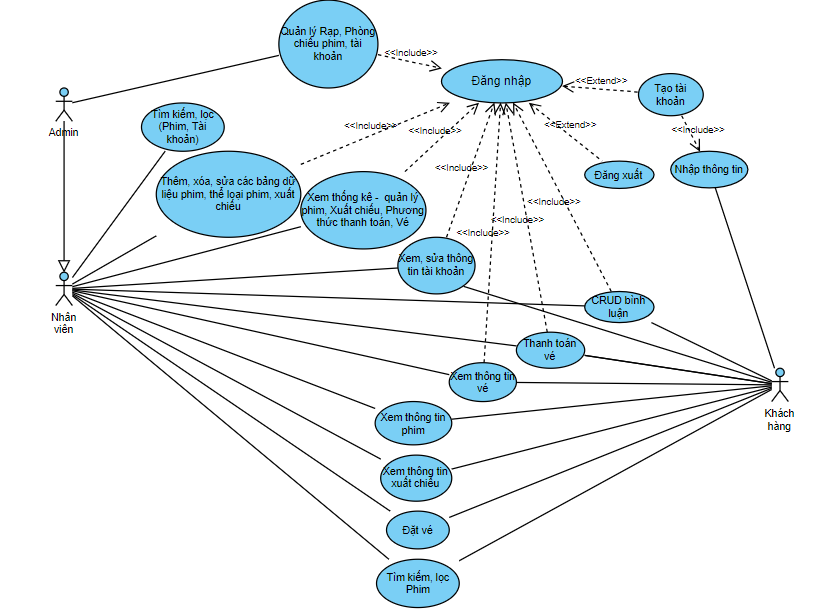 Quản lý Rạp, Phòng
chiếu phim, tài
khoản
<<Include>>
Đăng nhập
<<Extend>>
Tạo tài
khoản
Admin
Tìm kiếm, lọc
(Phim, Tài
khoản)
<<Include>>
<<Include>>
<<Extend>>
<<Include>>
Thêm, xóa, sửa các bảng dữ
liệu phim, thể loại phim, xuất
chiếu
Xem thống kê - quản lý
phim, Xuất chiếu, Phương
thức thanh toán, Vé
<<Include>>
Đăng xuất
Nhập thông tin
<<Include>>
<<Include>>
<<Include>>
Xem, sửa thông
tin tài khoản
Nhân
viên
CRUD bình
luận
Thanh toán
vé
Xem thông tin
vé
Khách
hàng
Xem thông tin
phim
Xem thông tin
xuất chiếu
Đặt vé
Tìm kiếm, lọc
Phim